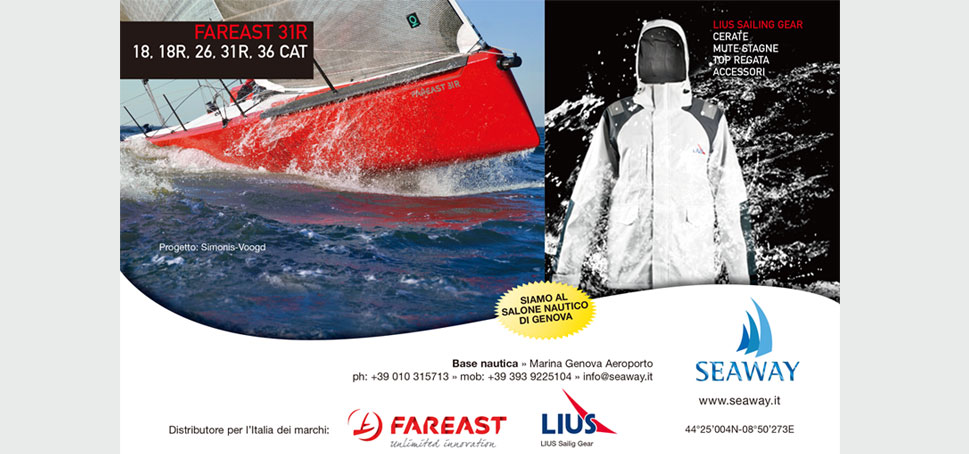 FAREAST 31R
18, 18R, 26, 31R, 36 CAT
FAREAST 31R
LIUS SAILING GEAR
CERATE
MUTE STAGNE
TOP REGATA
ACCESSORI
LIUS
Progetto: Simonis-Voogd
SIAMO AL
SALONE NAUTICO
DI GENOVA
Base nautica » Marina Genova Aeroporto
ph: +39 010 315713 » mob: +39 393 9225104 » info@seaway.it
SEAWAY
www.seaway.it
44°25'004N-08°50'273E
Distributore per l'Italia dei marchi:
FAREAST
Unlimited innovation
LIUS
LIUS Sailig Gear